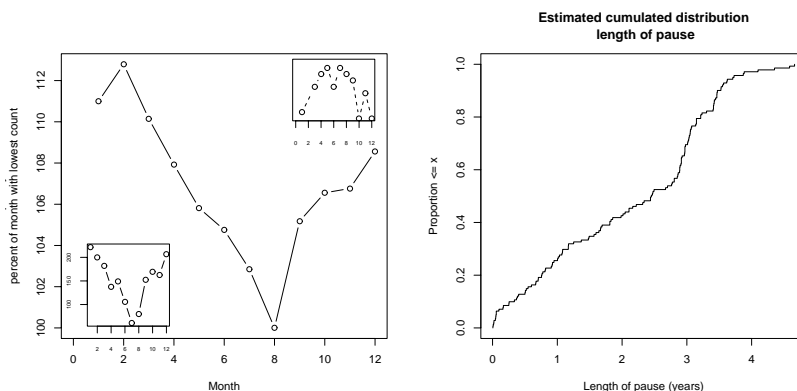 percent of month with lowest count
100 102 104 106 108 110 112
0 2 4 6 8 10 12
Month
0 2 4 6 8 10 12
100 150 200
2 4 6 8 10 12
Estimated cumulated distribution
length of pause
Proportion <= x
0.0 0.2 0.4 0.6 0.8 1.0
0 1 2 3 4
Length of pause (years)